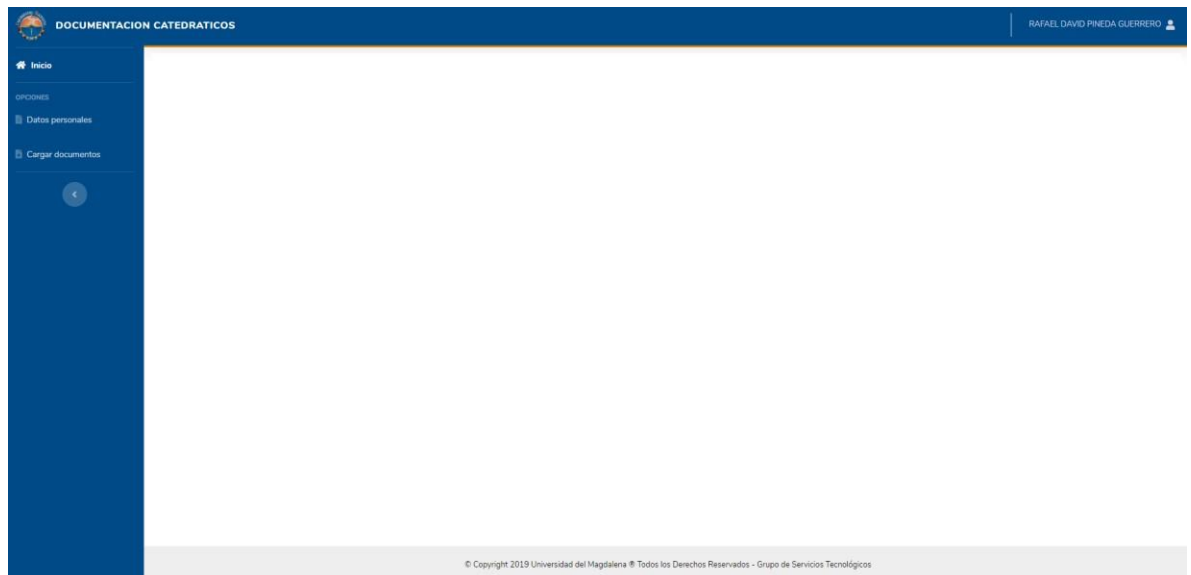 DOCUMENTACION CATEDRATICOS
RAFAEL DAVID PINEDA GUERRERO
Inicio
OPCIONES
Datos personales
Cargar documentos
© Copyright 2019 Universidad del Magdalena ® Todos los Derechos Reservados - Grupo de Servicios Tecnológicos